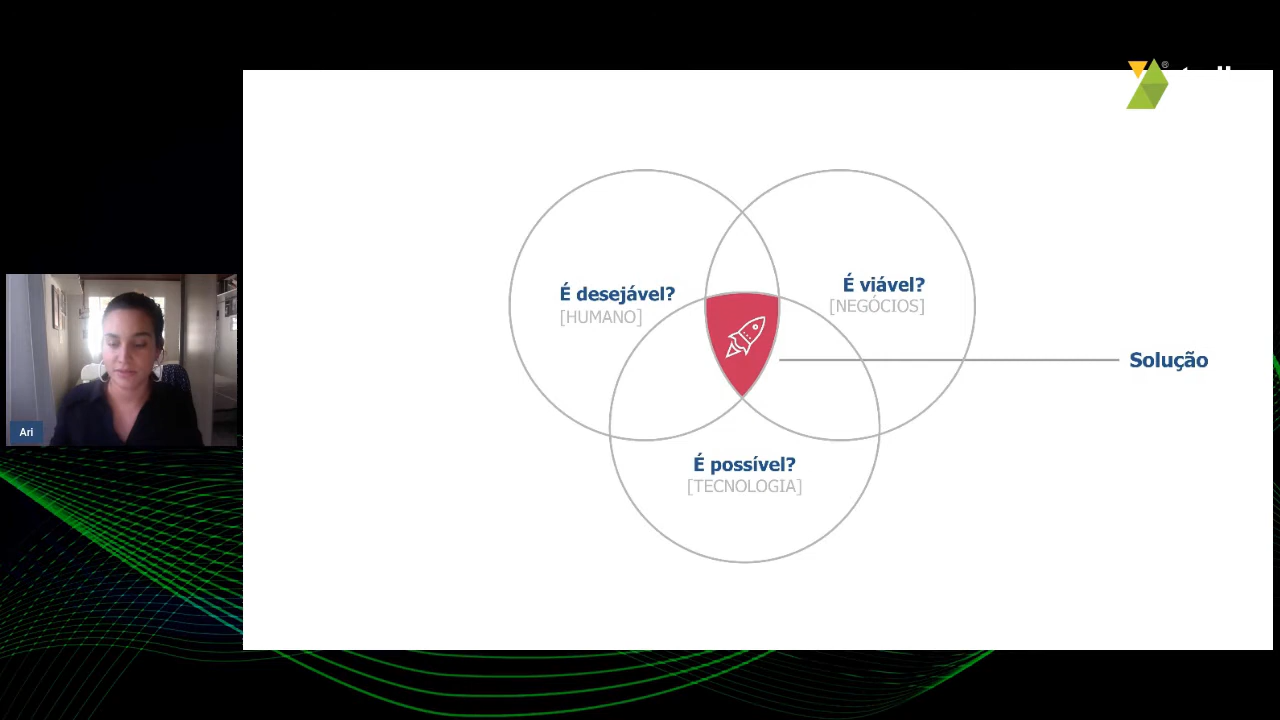 ®
É desejável?
[HUMANO]
É viável?
[NEGÓCIOS]
Solução
É possível?
[TECNOLOGIA]
Ari